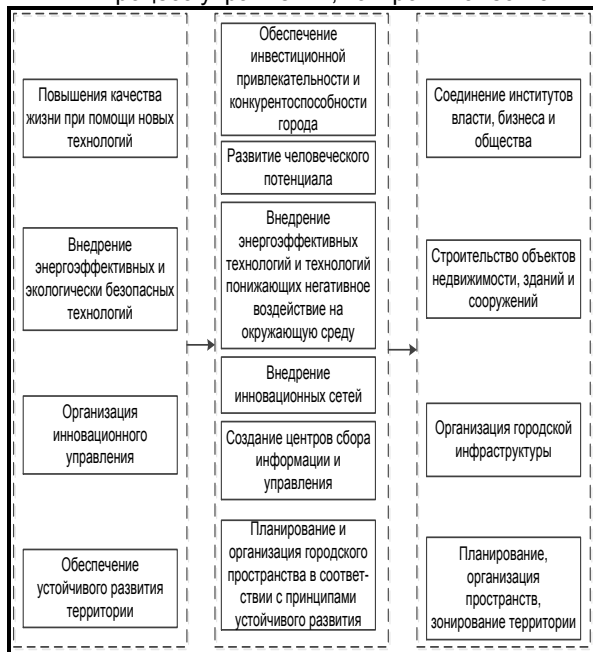 Повышения качества
жизни при помощи новых
технологий
Внедрение
энергоэффективных и
экологически безопасных
технологий
Организация
инновационного
управления
Обеспечение
устойчивого развития
территории
Обеспечение
инвестиционной
привлекательности и
конкурентоспособности
города
Развитие человеческого
потенциала
Внедрение
энергоэффективных
технологий и технологий
понижающих негативное
воздействие на
окружающую среду
Внедрение
инновационных сетей
Создание центров сбора
информации и
управления
Планирование и
организация городского
пространства в соответ-
ствии с принципами
устойчивого развития
Соединение институтов
власти, бизнеса и
общества
Строительство объектов
недвижимости, зданий и
сооружений
Организация городской
инфраструктуры
Планирование,
организация
пространств,
зонирование территории